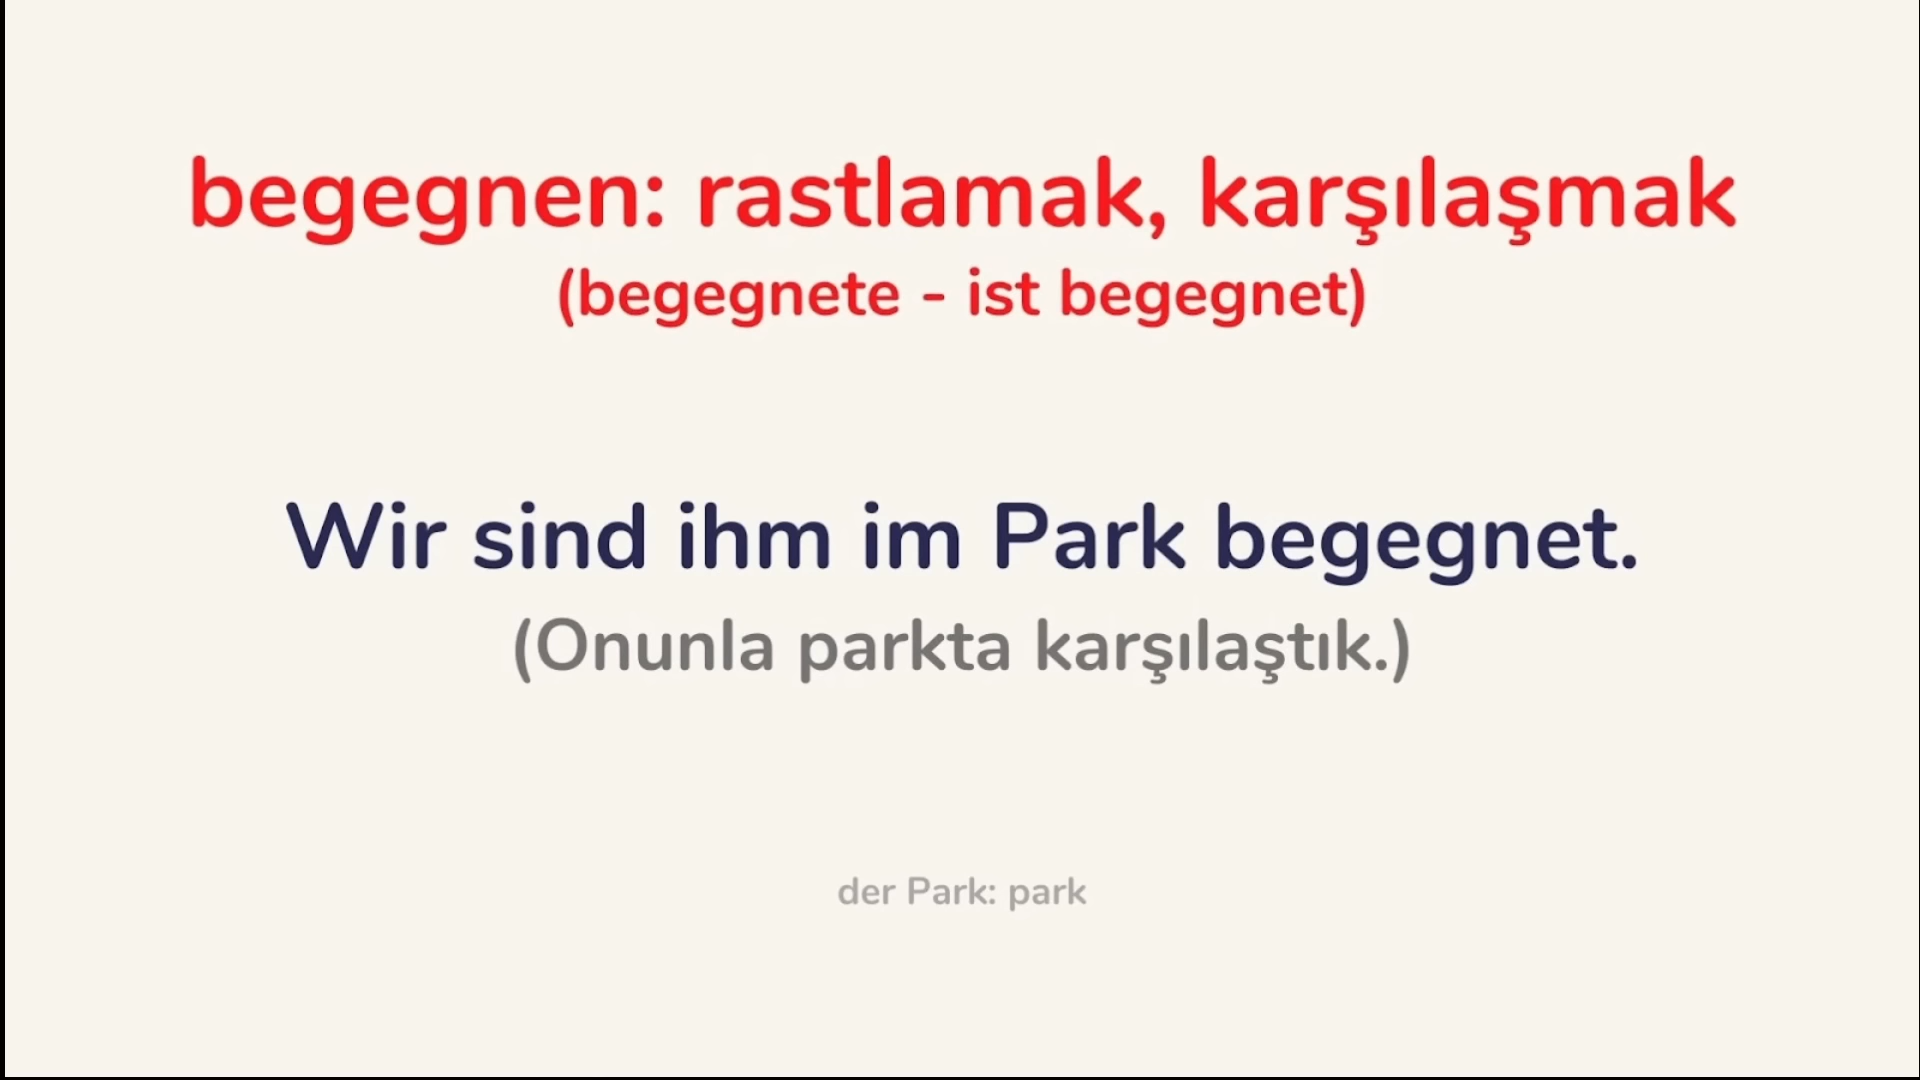 begegnen: rastlamak, karşılaşmak
(begegnete - ist begegnet)
Wir sind ihm im Park begegnet.
(Onunla parkta karşılaştık.)
der Park: park